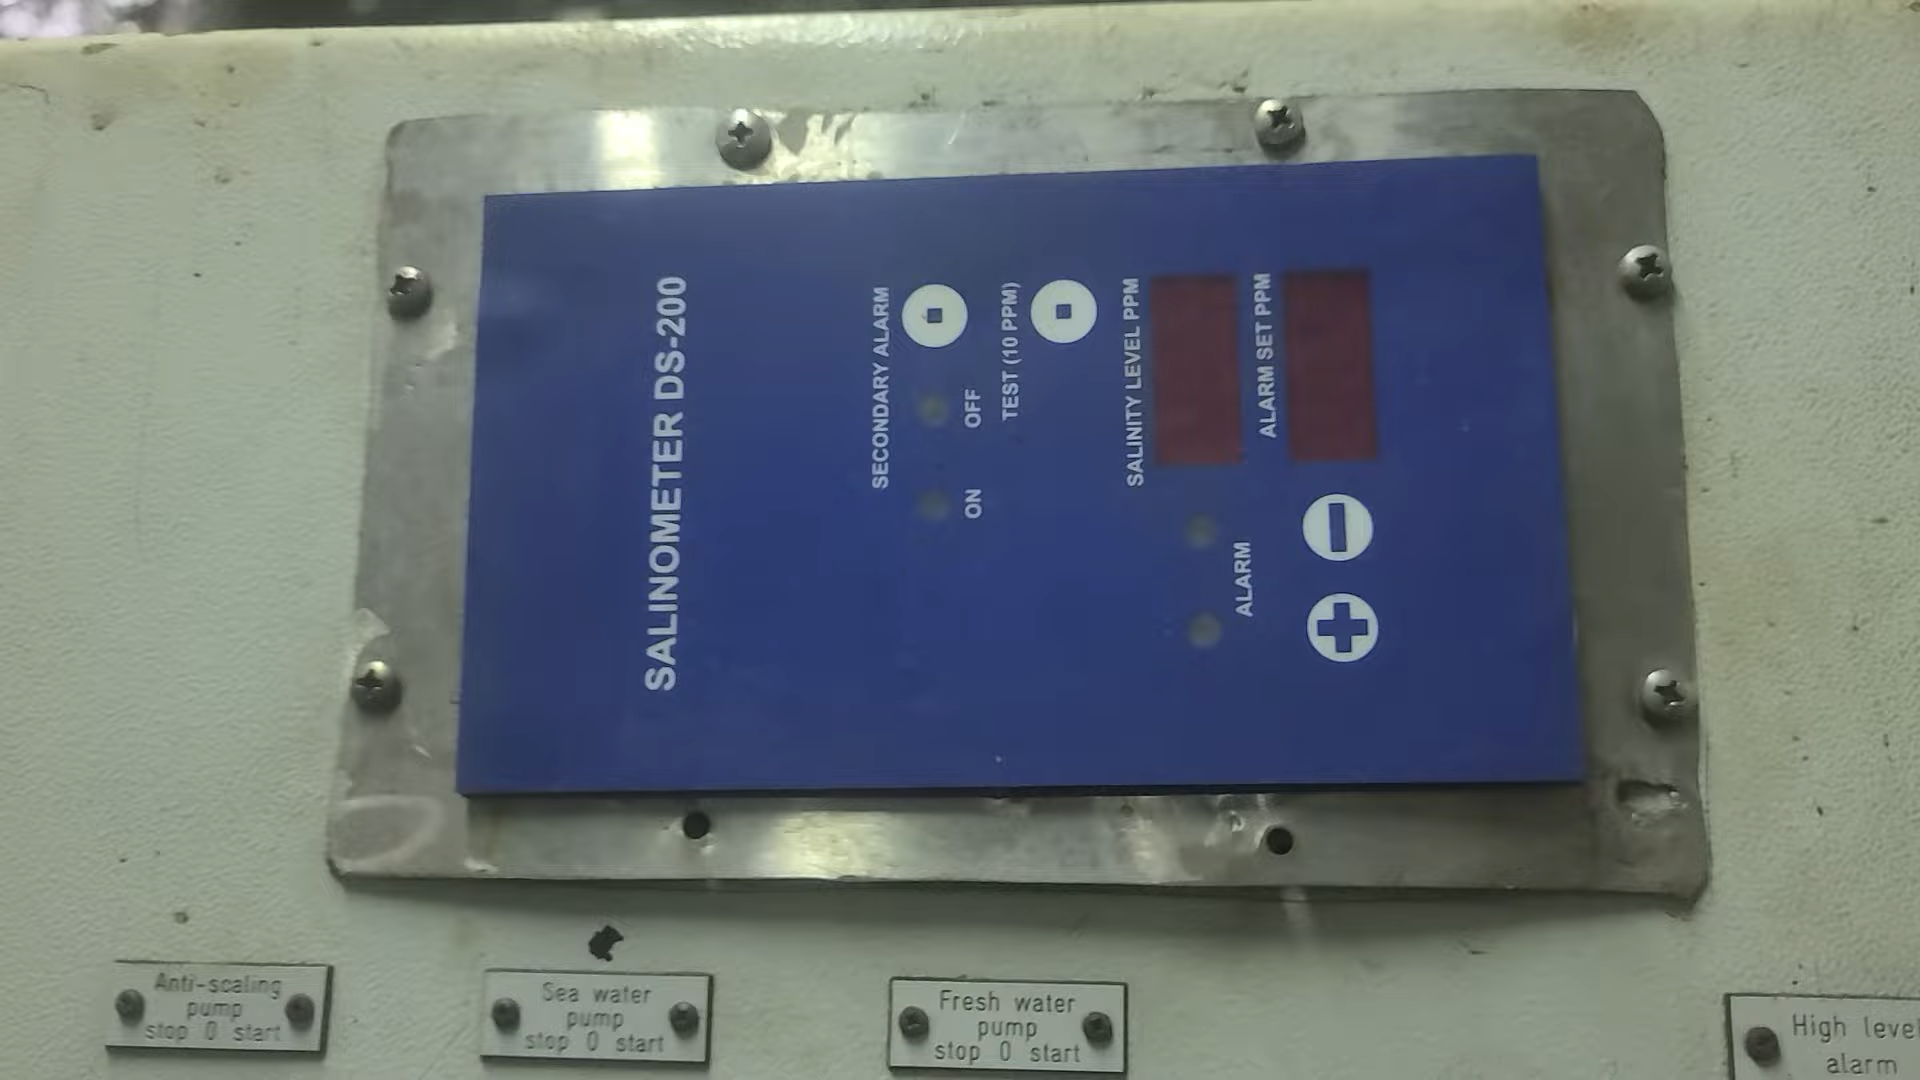 SALINOMETER DS-200
SECONDARY ALARM
ON
OFF
TEST (10 PPM)
SALINITY LEVEL PPM
ALARM
ALARM SET PPM
Anti-scaling
pump
stop 0 start
Sea water
pump
stop 0 start
Fresh water
pump
stop 0 start
High level
alarm